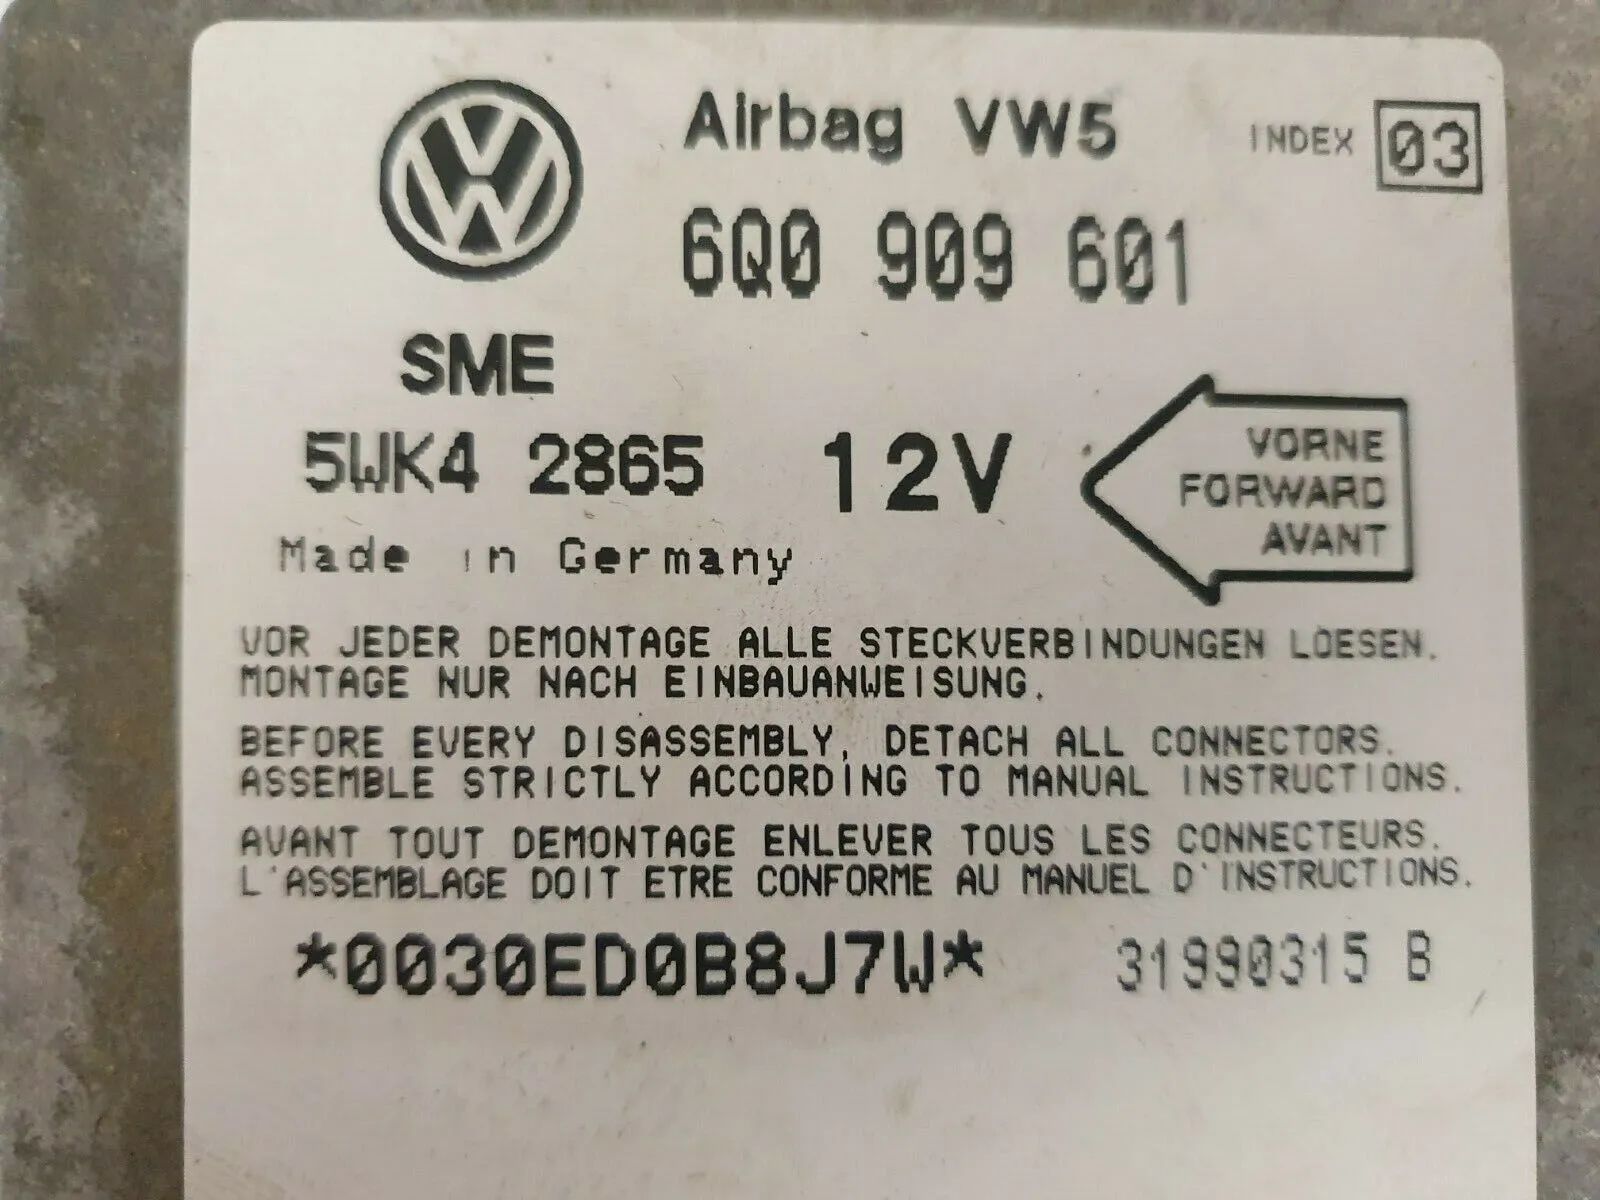 Airbag VW5 INDEX 03
6Q0 909 601
SME
5WK4 2865 12V
VORNE
FORWARD
AVANT
Made in Germany
VOR JEDER DEMONTAGE ALLE STECKVERBINDUNGEN LOESEN.
MONTAGE NUR NACH EINBAUANWEISUNG.
BEFORE EVERY DISASSEMBLY, DETACH ALL CONNECTORS.
ASSEMBLE STRICTLY ACCORDING TO MANUAL INSTRUCTIONS.
AVANT TOUT DEMONTAGE ENLEVER TOUS LES CONNECTEURS.
L'ASSEMBLAGE DOIT ETRE CONFORME AU MANUEL D'INSTRUCTIONS.
*0030ED0B8J7W* 31990315 B